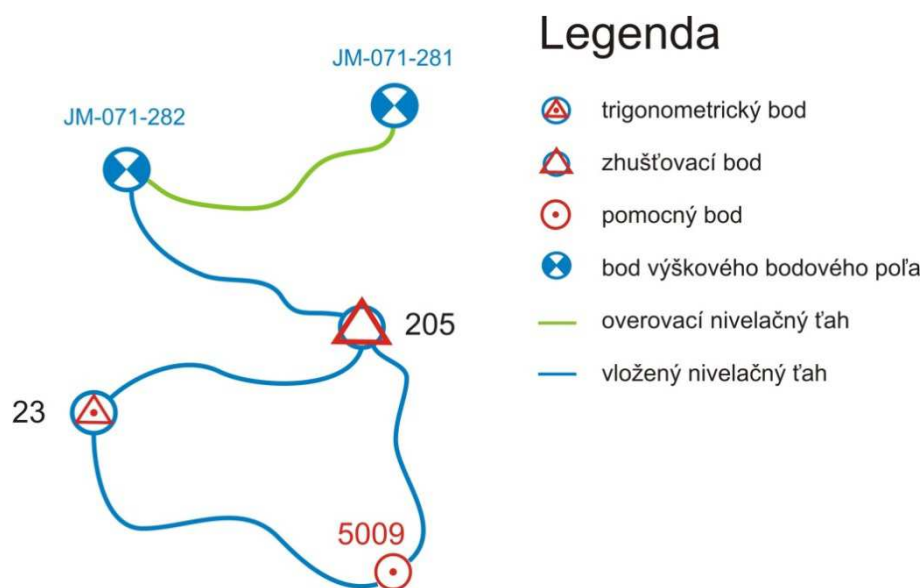 JM-071-281
JM-071-282
205
23
5009
Legenda
trigonometrický bod
zhušťovací bod
pomocný bod
bod výškového bodového poľa
overovací nivelačný ťah
vložený nivelačný ťah